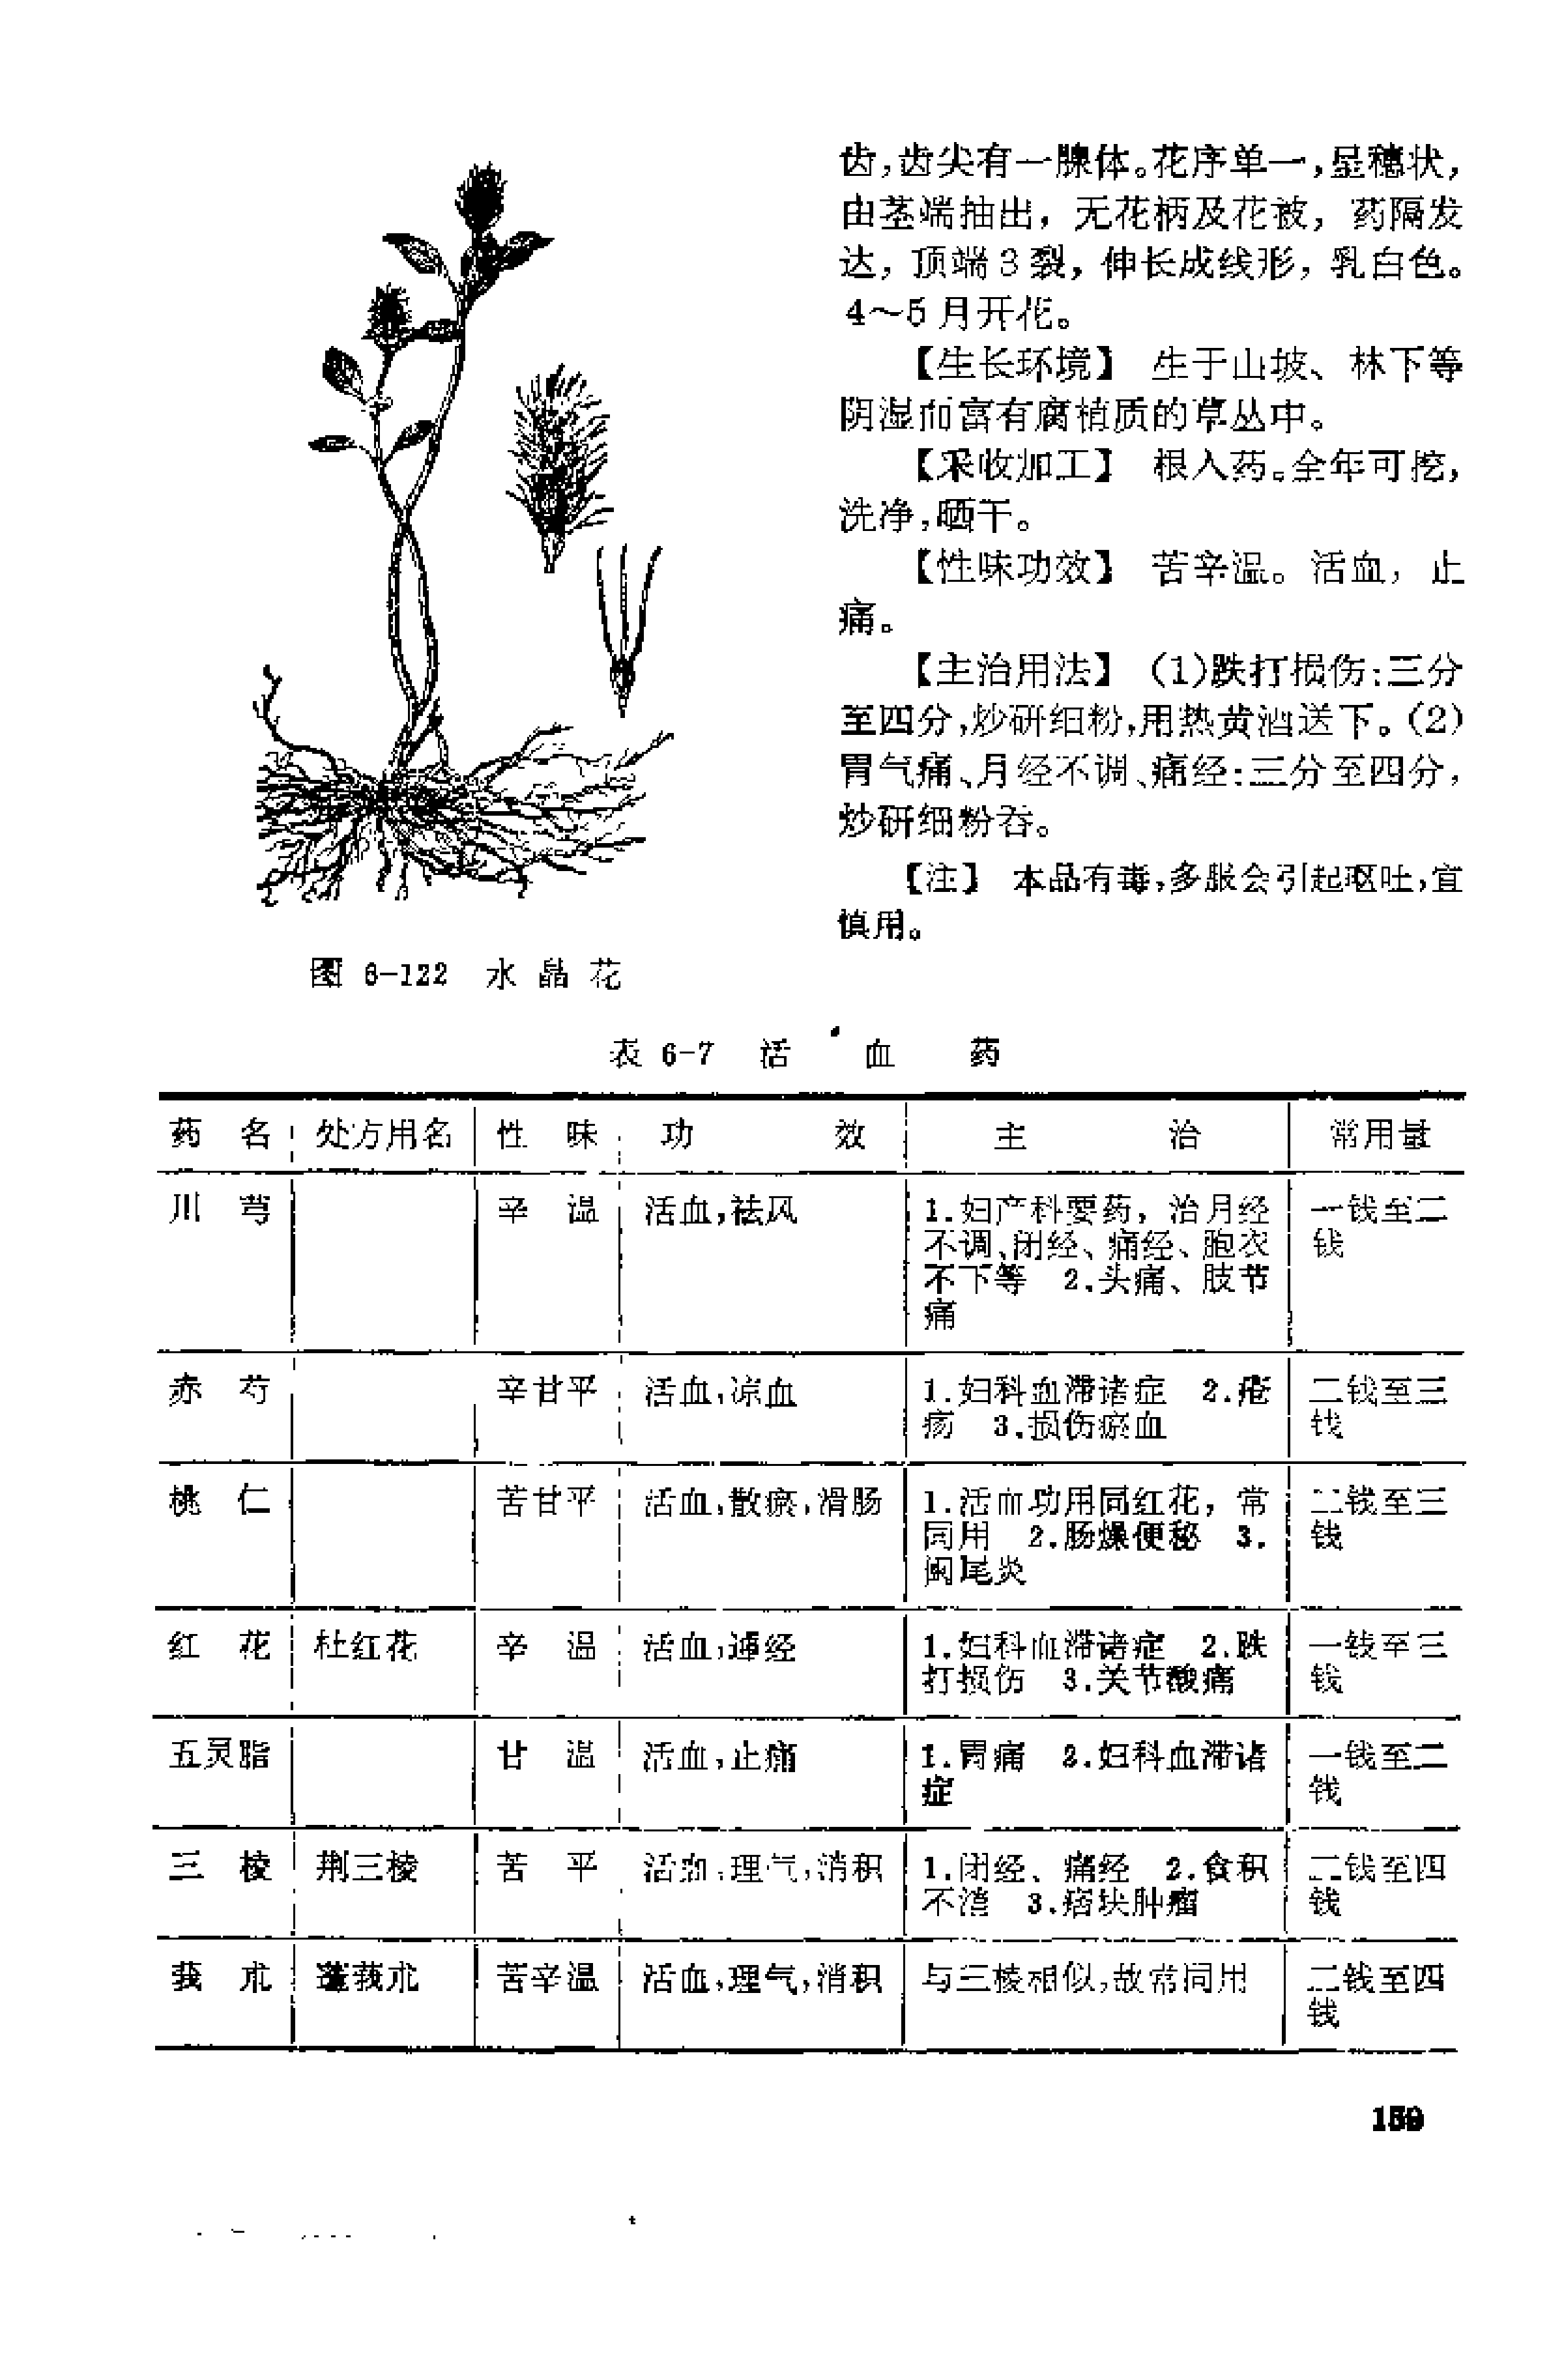 齿,齿尖有一腺体。花序单一,显穗状,
由茎端抽出, 无花柄及花被, 药隔发
达, 顶端3裂, 伸长成线形, 乳白色。
4～5月开花。
【生长环境】 生于山坡、林下等
阴湿而富有腐植质的草丛中。
【采收加工】 根入药。全年可挖,
洗净,晒干。
【性味功效】 苦辛温。活血, 止
痛。
【主治用法】 (1)跌打损伤:三分
至四分,炒研细粉,用热黄酒送下。(2)
胃气痛、月经不调、痛经:三分至四分,
炒研细粉吞。
【注】 本品有毒,多服会引起呕吐,宜
慎用。
图 6-122 水晶花
表 6-7 活血药
药名 处方用名 性味 功效 主治 常用量
川芎 辛温 活血,祛风 1.妇产科要药, 治月经 一钱至二
不调、闭经、痛经、胞衣 钱
不下等 2.头痛、肢节
痛
赤芍 辛甘平 活血,凉血 1.妇科血滞诸症 2.疮 二钱至三
疡 3.损伤瘀血 钱
桃仁 苦甘平 活血,散瘀,滑肠 1.活血功用同红花, 常 二钱至三
同用 2.肠燥便秘 3. 钱
阑尾炎
红花 杜红花 辛温 活血,通经 1.妇科血滞诸症 2.跌 一钱至三
打损伤 3.关节酸痛 钱
五灵脂 甘温 活血,止痛 1.胃痛 2.妇科血滞诸 一钱至二
症 钱
三棱 荆三棱 苦平 活血,理气,消积 1.闭经、痛经 2.食积 二钱至四
不消 3.痞块肿瘤 钱
莪朮 蓬莪朮 苦辛温 活血,理气,消积 与三棱相似,故常同用 二钱至四
钱
159